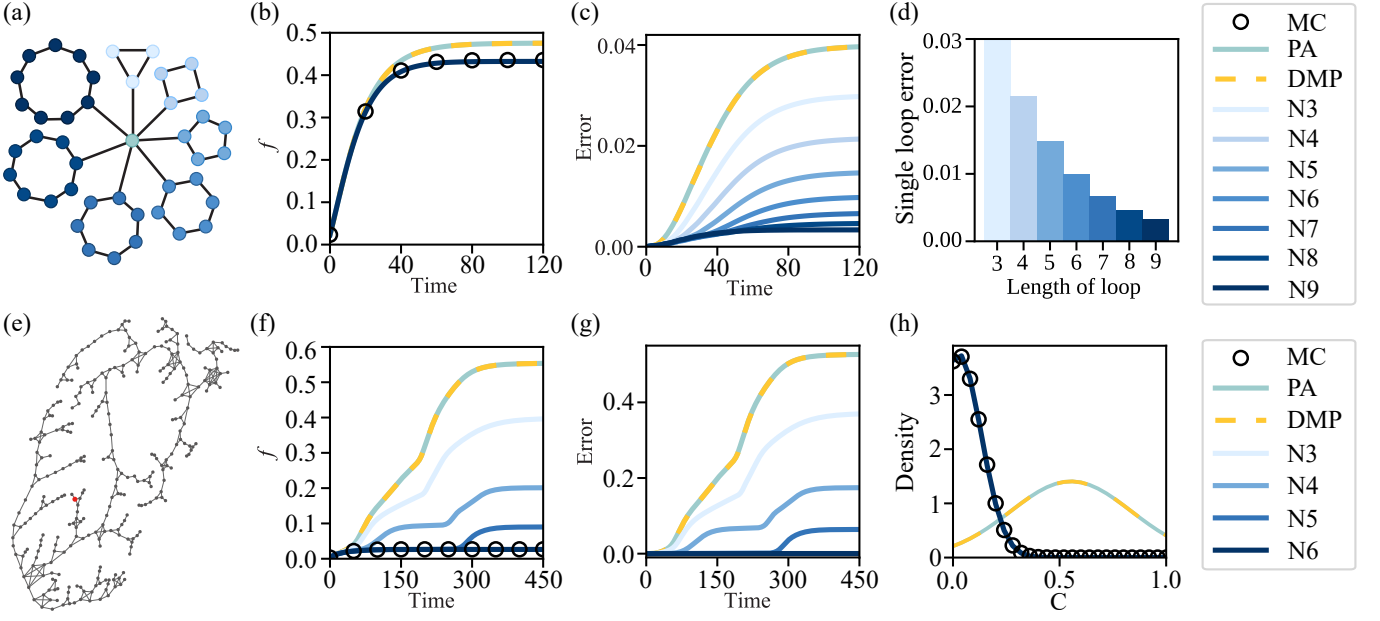 (a)
(b)
0.5
0.4
0.3
0.2
0.1
0.0
f
0
40
80
120
Time
(c)
0.04
0.02
0.00
Error
0
40
80
120
Time
(d)
0.03
0.02
0.01
0.00
Single loop error
3 4 5 6 7 8 9
Length of loop
MC
PA
DMP
N3
N4
N5
N6
N7
N8
N9
(e)
(f)
0.6
0.5
0.4
0.3
0.2
0.1
0.0
f
0
150
300
450
Time
(g)
0.4
0.2
0.0
Error
0
150
300
450
Time
(h)
3
2
1
0
Density
0.0
0.5
1.0
C
MC
PA
DMP
N3
N4
N5
N6